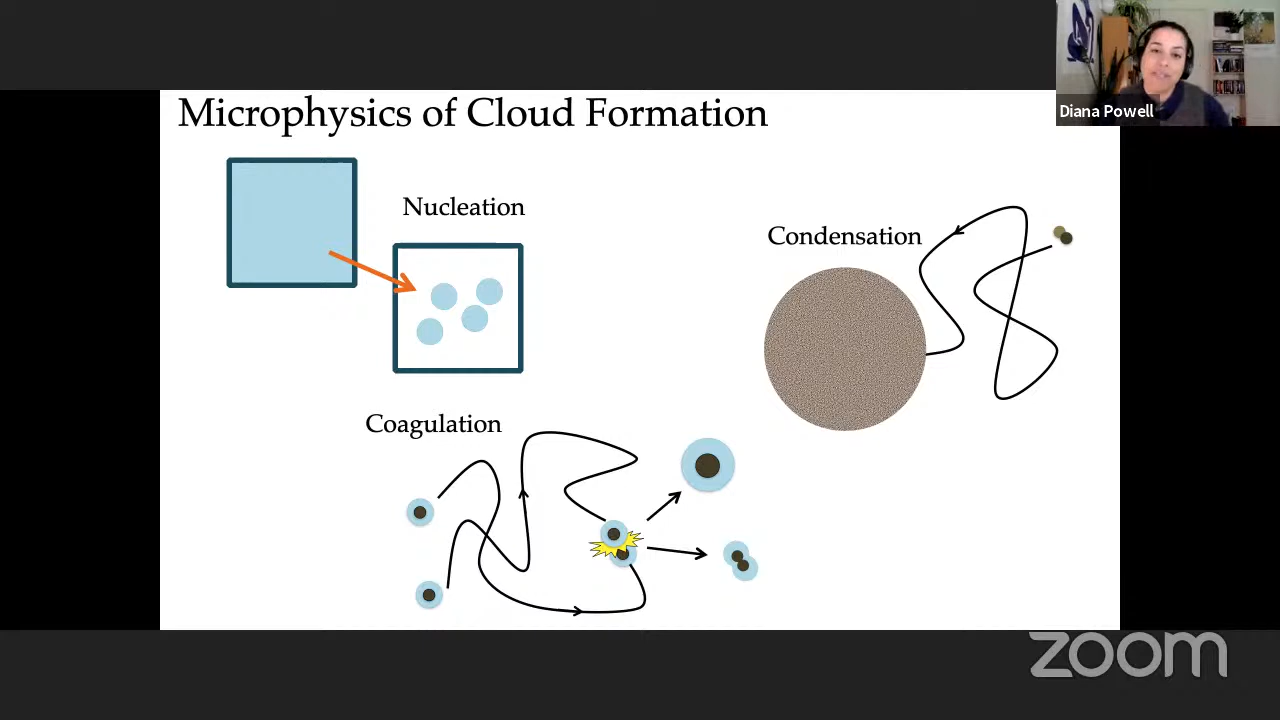 Diana Powell
Microphysics of Cloud Formation
Nucleation
Condensation
Coagulation
zoom